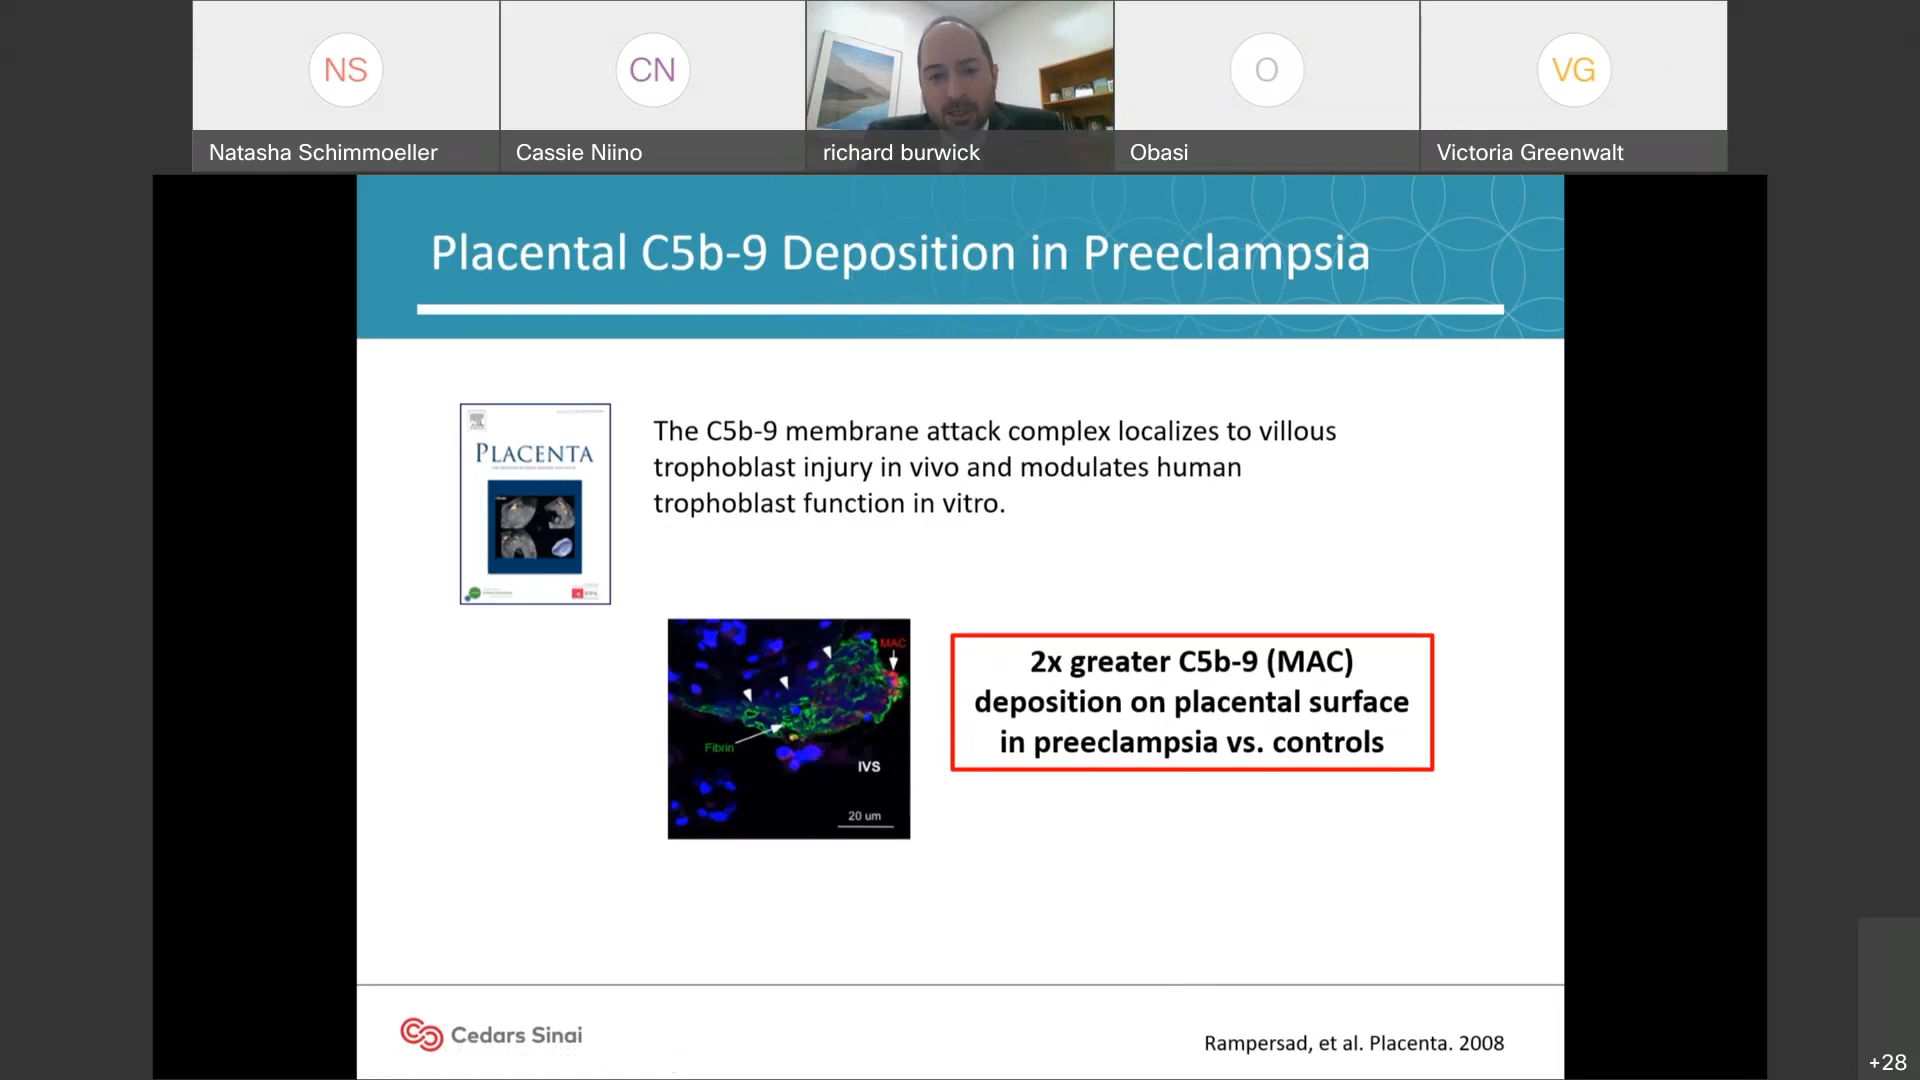 NS
CN
O
VG
Natasha Schimmoeller
Cassie Niino
richard burwick
Obasi
Victoria Greenwalt
Placental C5b-9 Deposition in Preeclampsia
PLACENTA
The C5b-9 membrane attack complex localizes to villous
trophoblast injury in vivo and modulates human
trophoblast function in vitro.
MAC
Fibrin
IVS
20 um
2x greater C5b-9 (MAC)
deposition on placental surface
in preeclampsia vs. controls
Cedars Sinai
Rampersad, et al. Placenta. 2008
+28